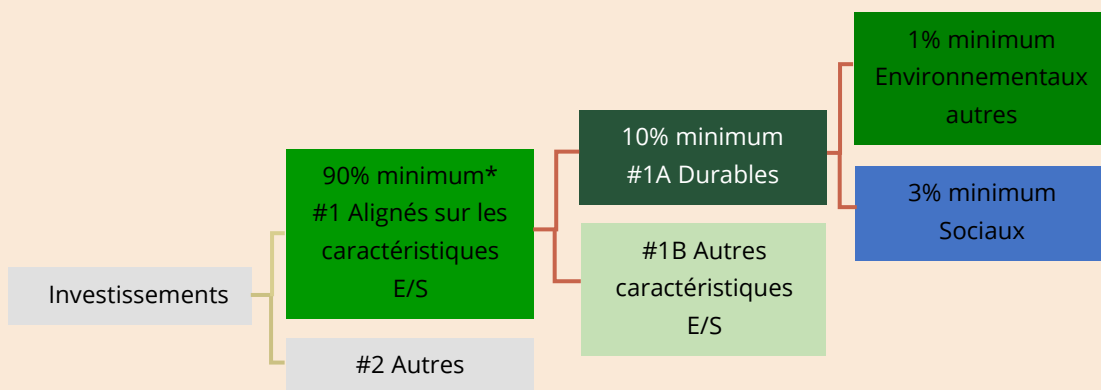 Investissements
90% minimum*
#1 Alignés sur les
caractéristiques
E/S
#2 Autres
10% minimum
#1A Durables
#1B Autres
caractéristiques
E/S
1% minimum
Environnementaux
autres
3% minimum
Sociaux